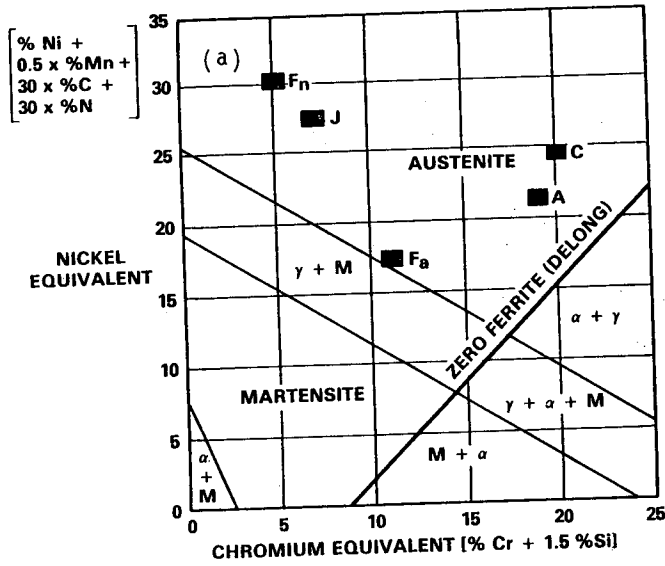 % Ni +
0.5 x %Mn +
30 x %C +
30 x %N
(a)
35
30
25
20
15
10
5
0
NICKEL
EQUIVALENT
Fn
J
C
AUSTENITE
A
Fa
γ + M
ZERO FERRITE (DELONG)
α + γ
MARTENSITE
γ + α + M
M + α
α
+
M
0
5
10
15
20
25
CHROMIUM EQUIVALENT [% Cr + 1.5 %Si]